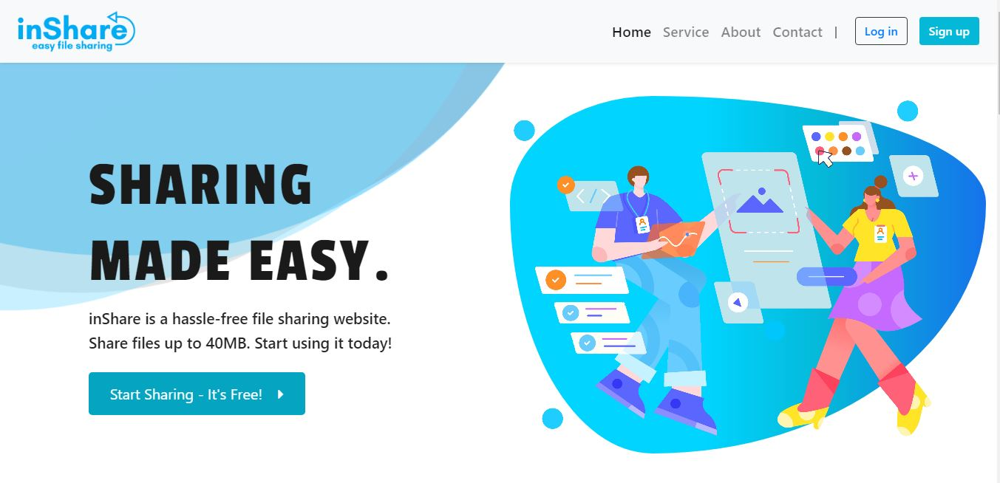 inShare
easy file sharing
Home Service About Contact | Log in Sign up
SHARING
MADE EASY.
inShare is a hassle-free file sharing website.
Share files up to 40MB. Start using it today!
Start Sharing - It's Free!
</>